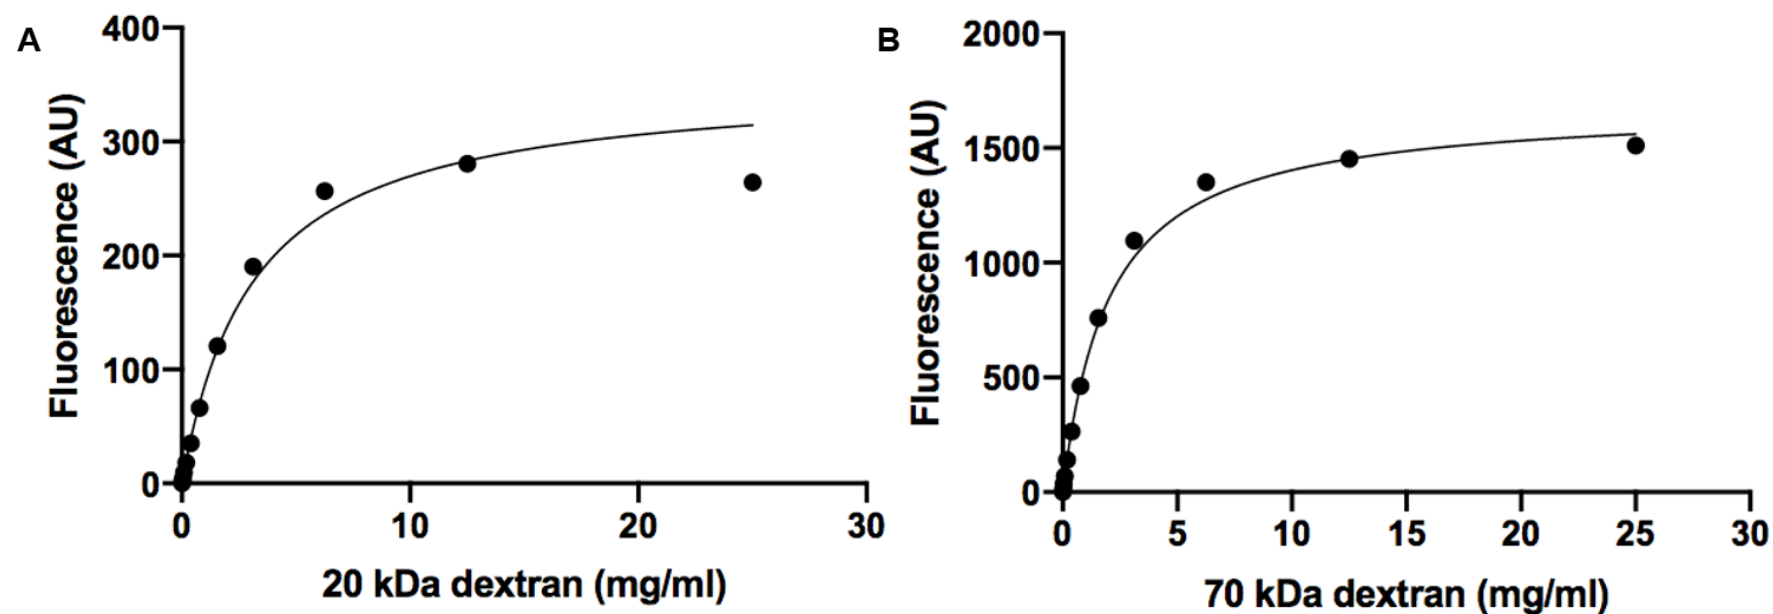 A
Fluorescence (AU)
400
300
200
100
0
0 10 20 30
20 kDa dextran (mg/ml)
B
Fluorescence (AU)
2000
1500
1000
500
0
0 5 10 15 20 25 30
70 kDa dextran (mg/ml)